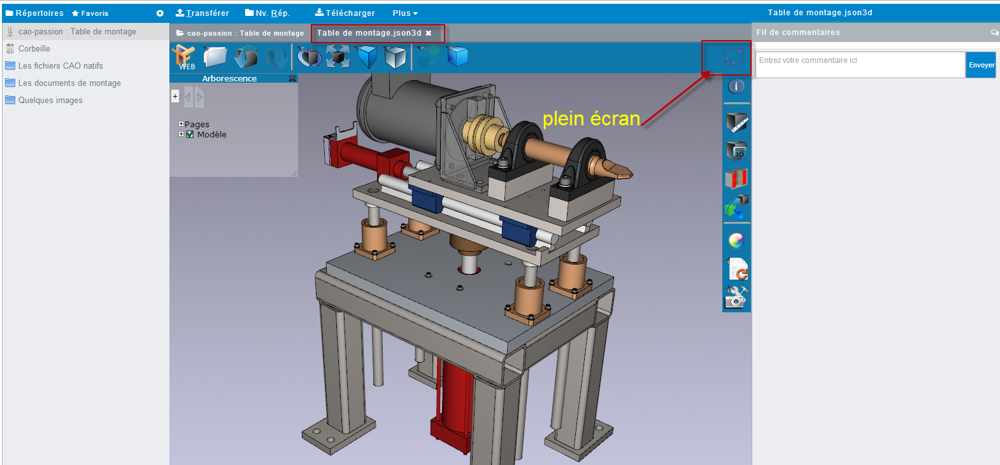 Répertoires Favoris
Transférer Nv. Rép. Télécharger Plus
Table de montage.json3d
cao-passion : Table de montage
Corbeille
Les fichiers CAO natifs
Les documents de montage
Quelques images
cao-passion : Table de montage Table de montage.json3d
WEB
Arborescence
+
Pages
Modèle
plein écran
i
3D
Fil de commentaires
Entrez votre commentaire ici
Envoyer